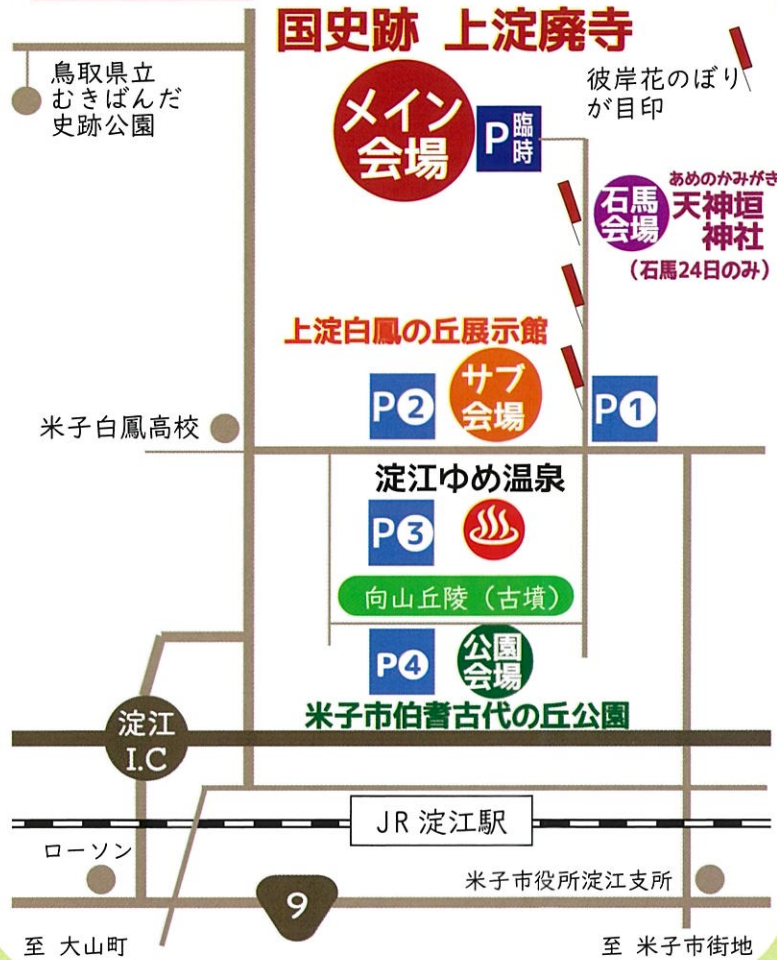 国史跡 上淀廃寺
鳥取県立
むきばんだ
史跡公園
メイン
会場
P 臨時
彼岸花のぼり
が目印
石馬
会場
あめのかみがき
天神垣
神社
(石馬24日のみ)
上淀白鳳の丘展示館
サブ
会場
P2
P1
米子白鳳高校
淀江ゆめ温泉
P3
向山丘陵（古墳）
P4
公園
会場
米子市伯耆古代の丘公園
淀江
I.C
JR 淀江駅
ローソン
米子市役所淀江支所
9
至 大山町
至 米子市街地